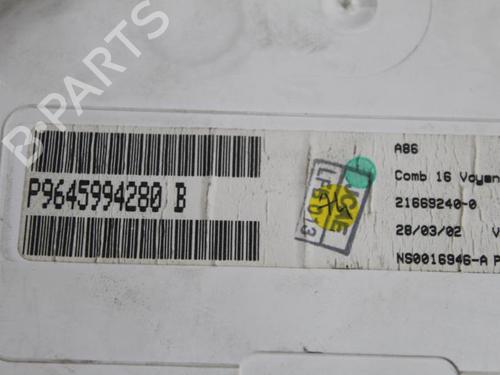 A86
Comb 16 Voyan
P9645994280 B
21669240-0
28/03/02 V
NS0016946-A P
B-PARTS